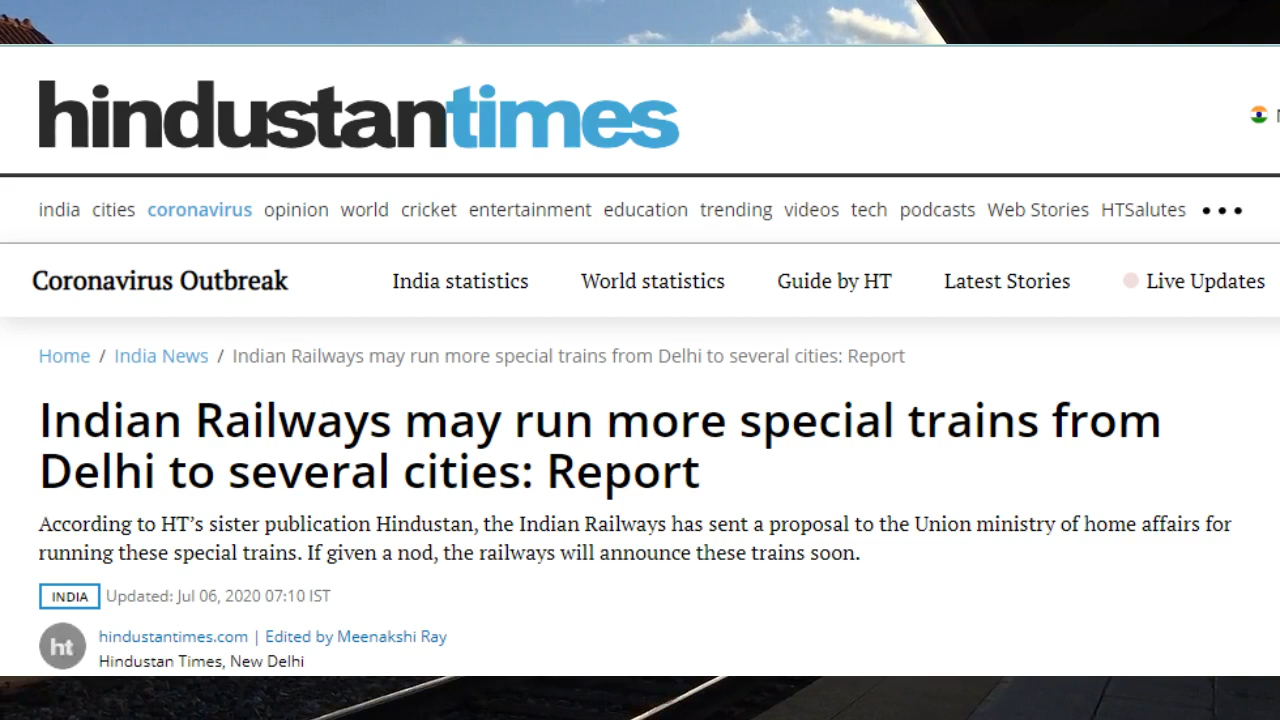 hindustantimes
india cities coronavirus opinion world cricket entertainment education trending videos tech podcasts Web Stories HTSalutes •••
Coronavirus Outbreak India statistics World statistics Guide by HT Latest Stories Live Updates
Home / India News / Indian Railways may run more special trains from Delhi to several cities: Report
Indian Railways may run more special trains from
Delhi to several cities: Report
According to HT’s sister publication Hindustan, the Indian Railways has sent a proposal to the Union ministry of home affairs for
running these special trains. If given a nod, the railways will announce these trains soon.
INDIA Updated: Jul 06, 2020 07:10 IST
ht hindustantimes.com | Edited by Meenakshi Ray
Hindustan Times, New Delhi